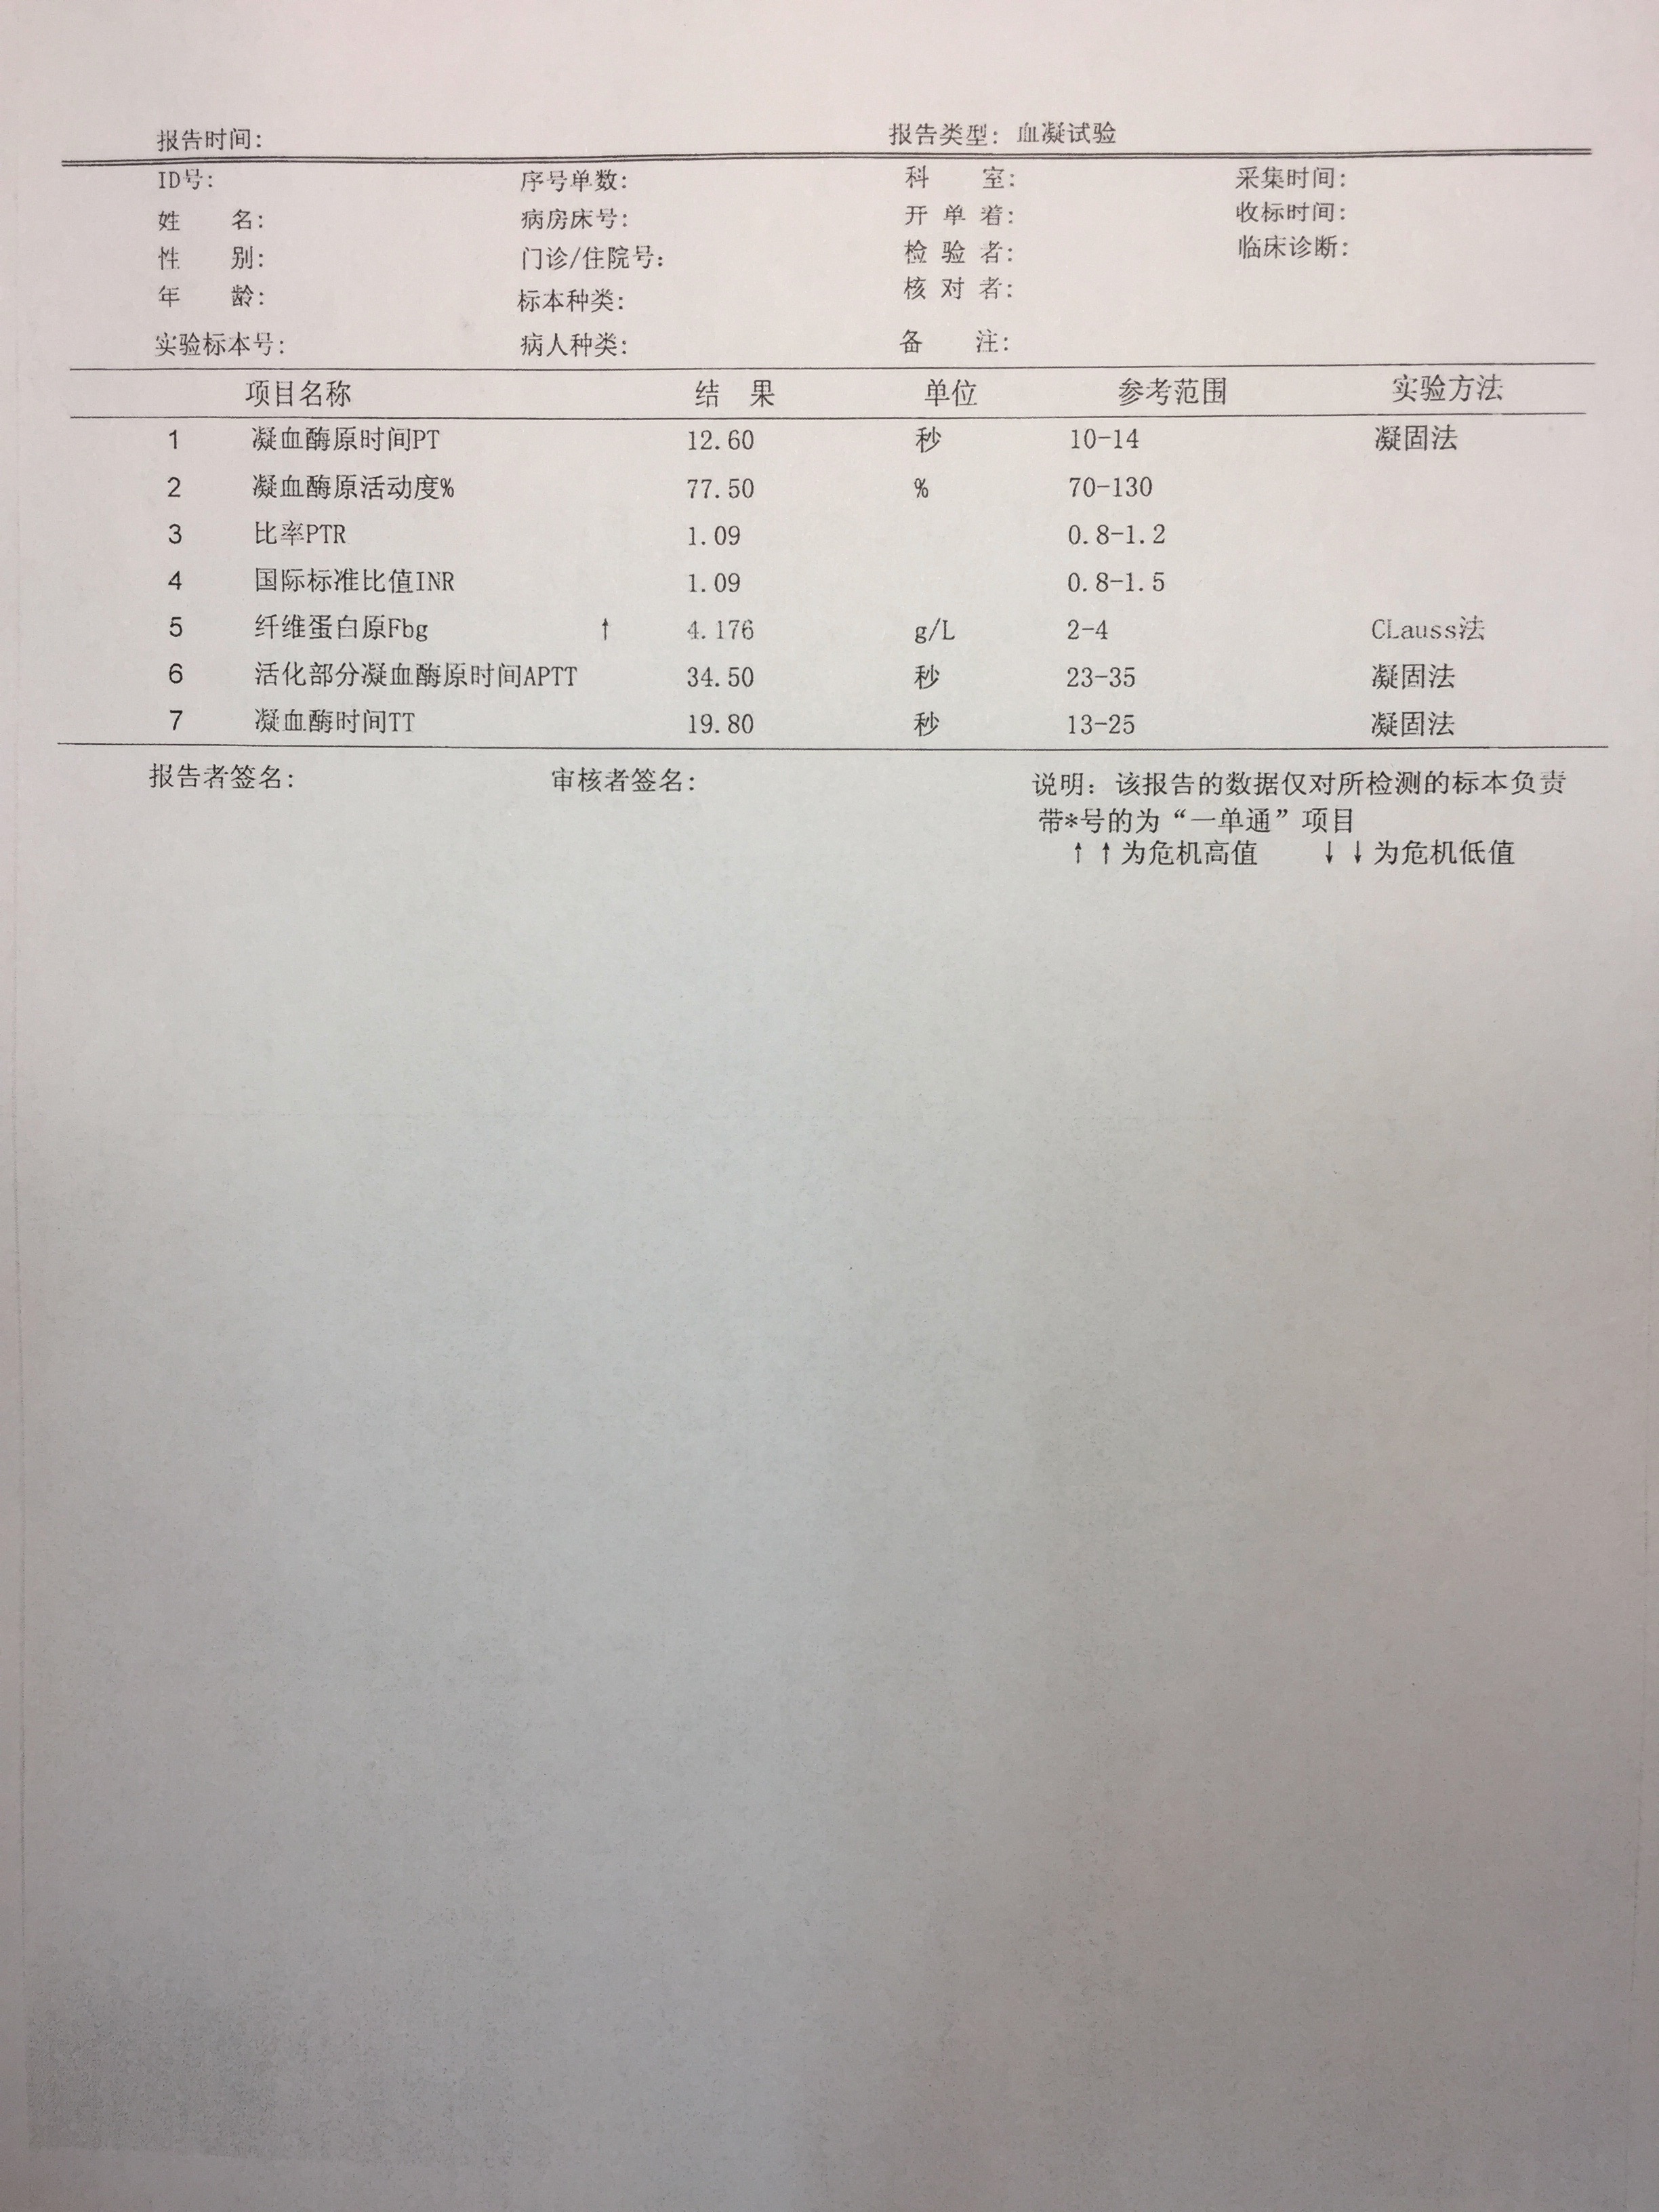 报告时间: 报告类型: 血凝试验
ID号: 序号单数: 科 室: 采集时间:
姓 名: 病房床号: 开 单 着: 收标时间:
性 别: 门诊/住院号: 检 验 者: 临床诊断:
年 龄: 标本种类: 核 对 者:
实验标本号: 病人种类: 备 注:
项目名称 结 果 单位 参考范围 实验方法
1 凝血酶原时间PT 12.60 秒 10-14 凝固法
2 凝血酶原活动度% 77.50 % 70-130
3 比率PTR 1.09 0.8-1.2
4 国际标准比值INR 1.09 0.8-1.5
5 纤维蛋白原Fbg ↑ 4.176 g/L 2-4 CLauss法
6 活化部分凝血酶原时间APTT 34.50 秒 23-35 凝固法
7 凝血酶时间TT 19.80 秒 13-25 凝固法
报告者签名: 审核者签名: 说明: 该报告的数据仅对所检测的标本负责
带*号的为“一单通”项目
↑↑为危机高值 ↓↓为危机低值